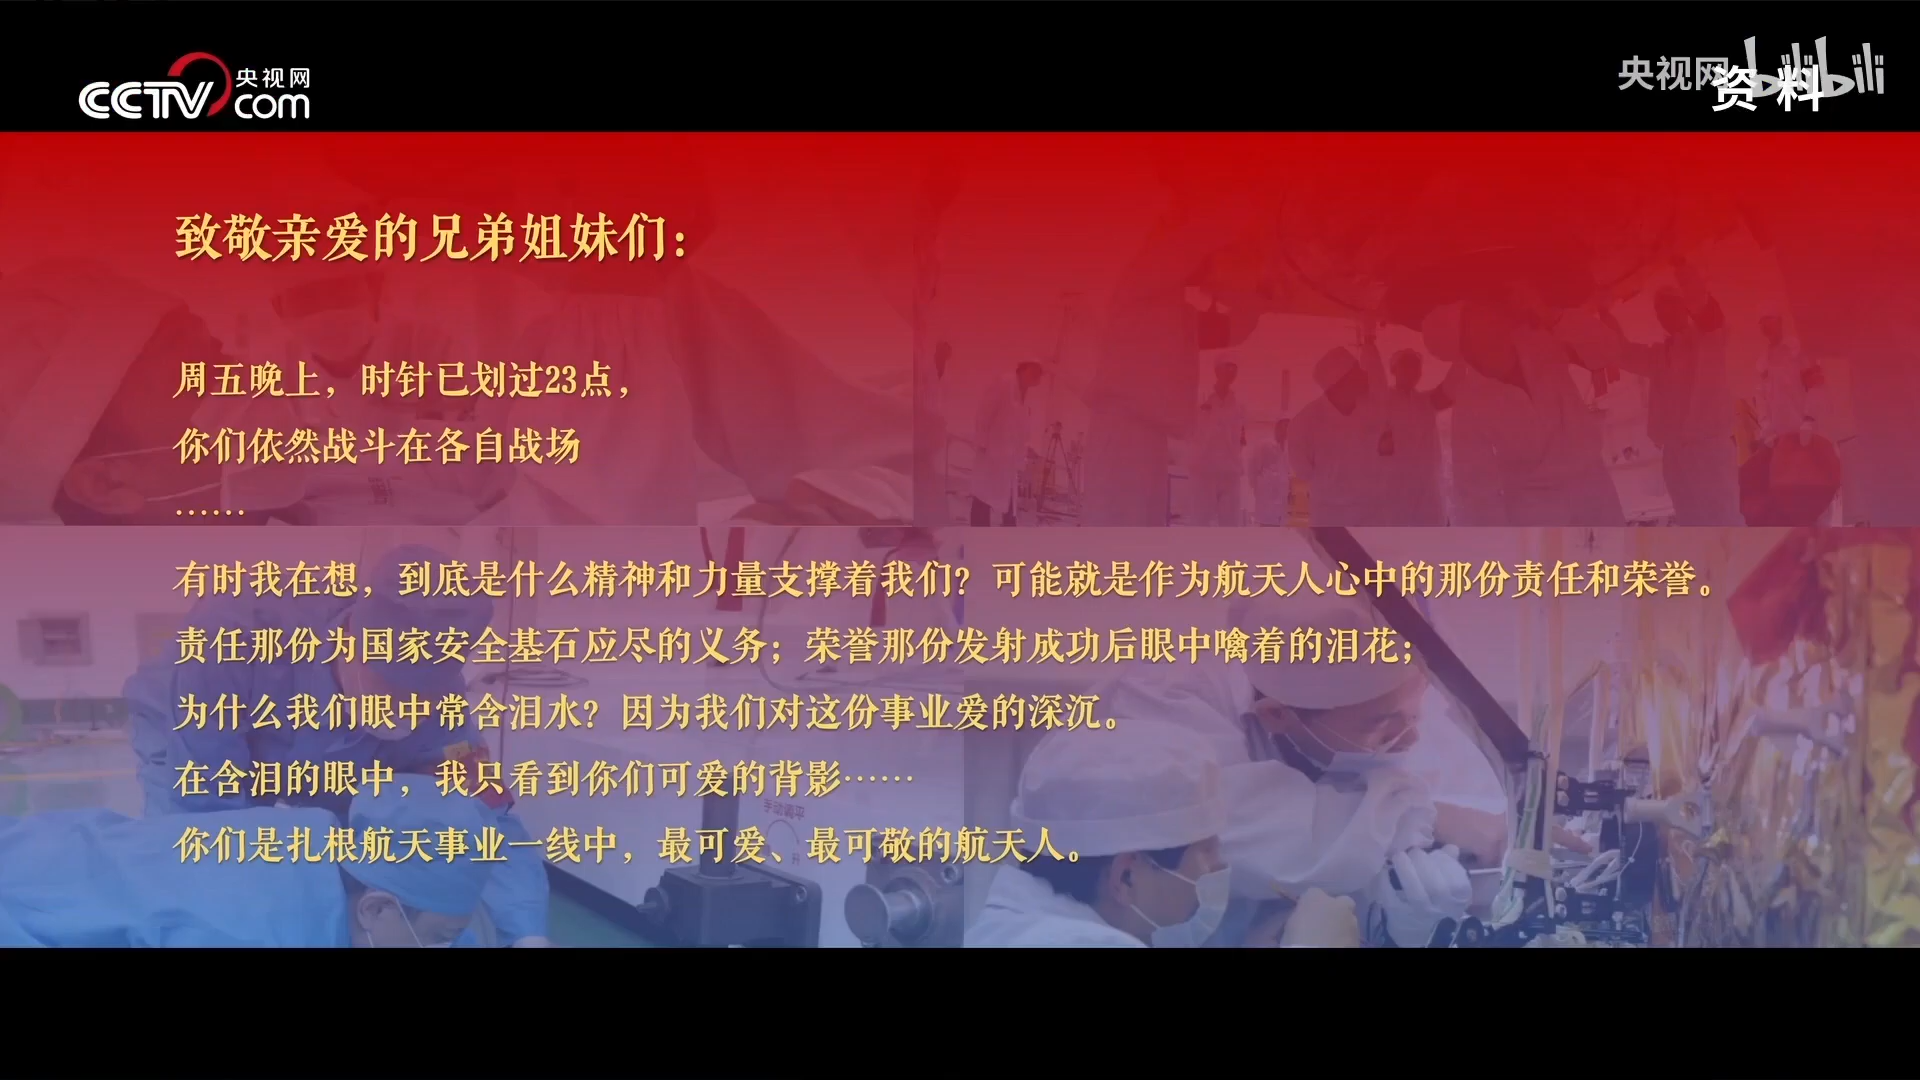 CCTV 央视网
com
央视网 bilibili
资料
致敬亲爱的兄弟姐妹们：
周五晚上，时针已划过23点，
你们依然战斗在各自战场
……
有时我在想，到底是什么精神和力量支撑着我们？可能就是作为航天人心中的那份责任和荣誉。
责任那份为国家安全基石应尽的义务；荣誉那份发射成功后眼中噙着的泪花；
为什么我们眼中常含泪水？因为我们对这份事业爱的深沉。
在含泪的眼中，我只看到你们可爱的背影……
手动调平
你们是扎根航天事业一线中，最可爱、最可敬的航天人。